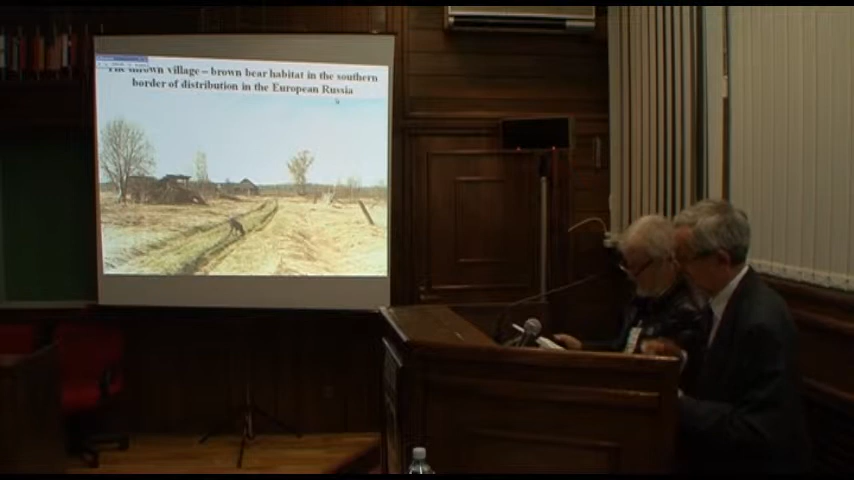 village – brown bear habitat in the southern
border of distribution in the European Russia